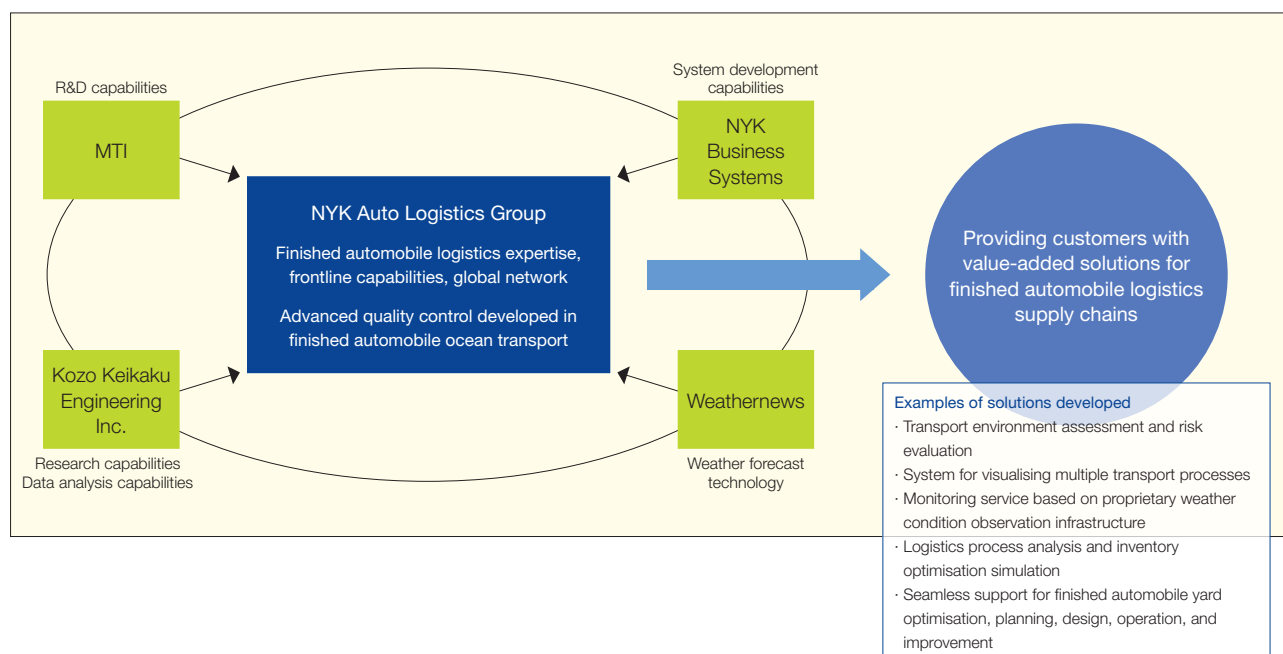 R&D capabilities
MTI
System development
capabilities
NYK
Business
Systems
NYK Auto Logistics Group
Finished automobile logistics expertise,
frontline capabilities, global network
Advanced quality control developed in
finished automobile ocean transport
Kozo Keikaku
Engineering
Inc.
Research capabilities
Data analysis capabilities
Weathernews
Weather forecast
technology
Providing customers with
value-added solutions for
finished automobile logistics
supply chains
Examples of solutions developed
· Transport environment assessment and risk
evaluation
· System for visualising multiple transport processes
· Monitoring service based on proprietary weather
condition observation infrastructure
· Logistics process analysis and inventory
optimisation simulation
· Seamless support for finished automobile yard
optimisation, planning, design, operation, and
improvement